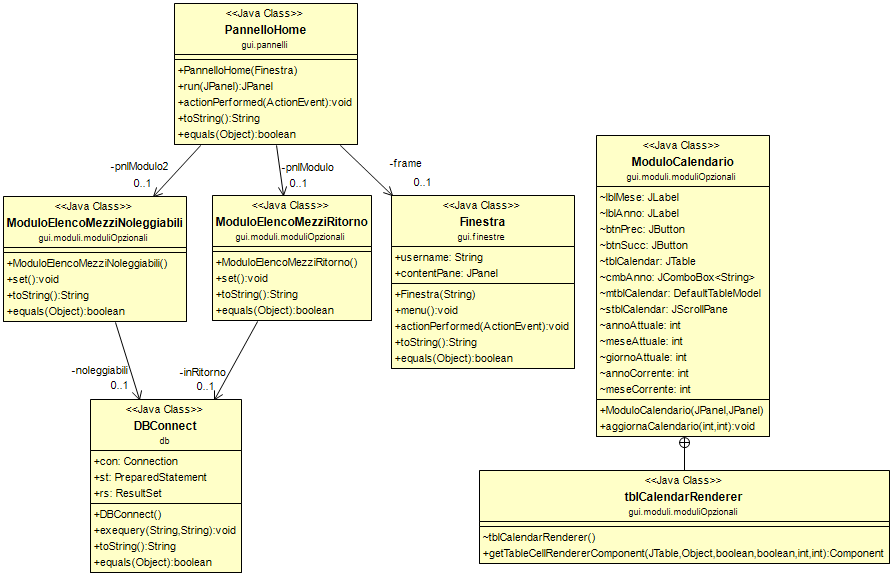 <<Java Class>>
PannelloHome
gui.pannelli
+PannelloHome(Finestra)
+run(JPanel):JPanel
+actionPerformed(ActionEvent):void
+toString():String
+equals(Object):boolean
-pnlModulo2
0..1
-pnlModulo
0..1
-frame
0..1
<<Java Class>>
ModuloElencoMezziNoleggiabili
gui.moduli.moduliOpzionali
+ModuloElencoMezziNoleggiabili()
+set():void
+toString():String
+equals(Object):boolean
<<Java Class>>
ModuloElencoMezziRitorno
gui.moduli.moduliOpzionali
+ModuloElencoMezziRitorno()
+set():void
+toString():String
+equals(Object):boolean
<<Java Class>>
Finestra
gui.finestre
+username: String
+contentPane: JPanel
+Finestra(String)
+menu():void
+actionPerformed(ActionEvent):void
+toString():String
+equals(Object):boolean
-noleggiabili
0..1
-inRitorno
0..1
<<Java Class>>
DBConnect
db
+con: Connection
+st: PreparedStatement
+rs: ResultSet
+DBConnect()
+exequery(String,String):void
+toString():String
+equals(Object):boolean
<<Java Class>>
ModuloCalendario
gui.moduli.moduliOpzionali
~lblMese: JLabel
~lblAnno: JLabel
~btnPrec: JButton
~btnSucc: JButton
~tblCalendar: JTable
~cmbAnno: JComboBox<String>
~mtblCalendar: DefaultTableModel
~stblCalendar: JScrollPane
~annoAttuale: int
~meseAttuale: int
~giornoAttuale: int
~annoCorrente: int
~meseCorrente: int
+ModuloCalendario(JPanel,JPanel)
+aggiornaCalendario(int,int):void
<<Java Class>>
tblCalendarRenderer
gui.moduli.moduliOpzionali
~tblCalendarRenderer()
+getTableCellRendererComponent(JTable,Object,boolean,boolean,int,int):Component